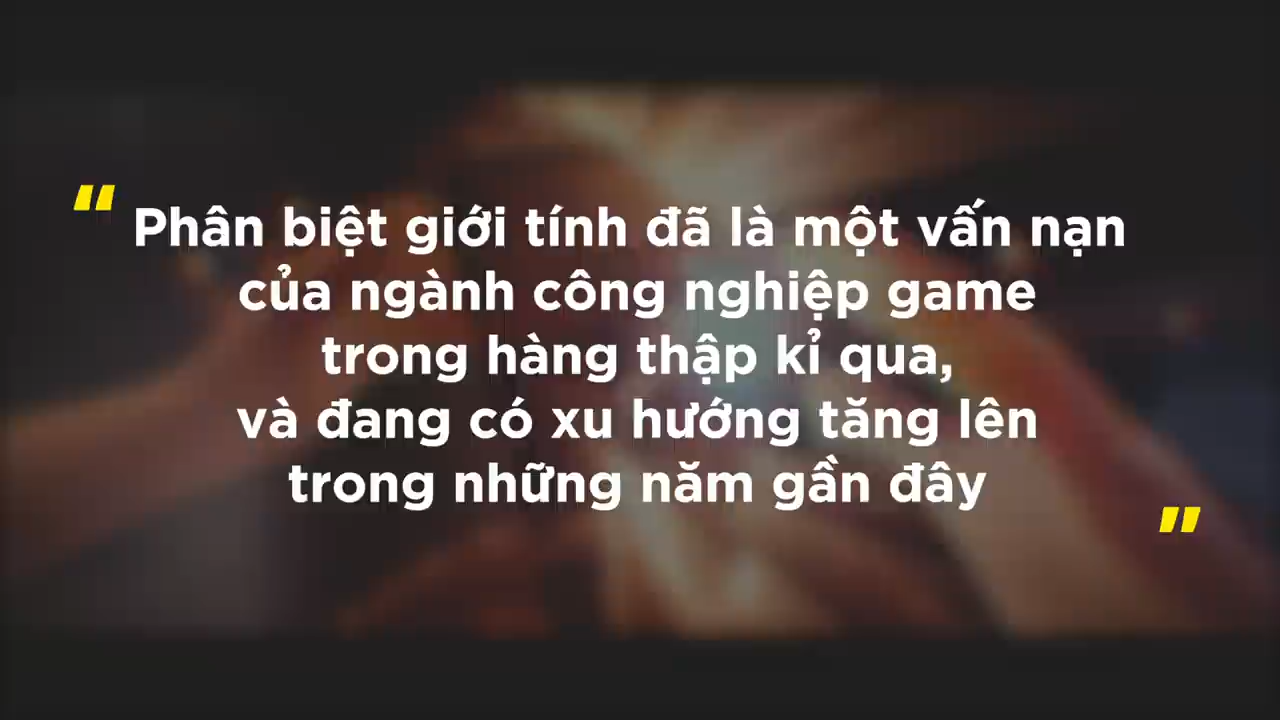 "Phân biệt giới tính đã là một vấn nạn
của ngành công nghiệp game
trong hàng thập kỉ qua,
và đang có xu hướng tăng lên
trong những năm gần đây"